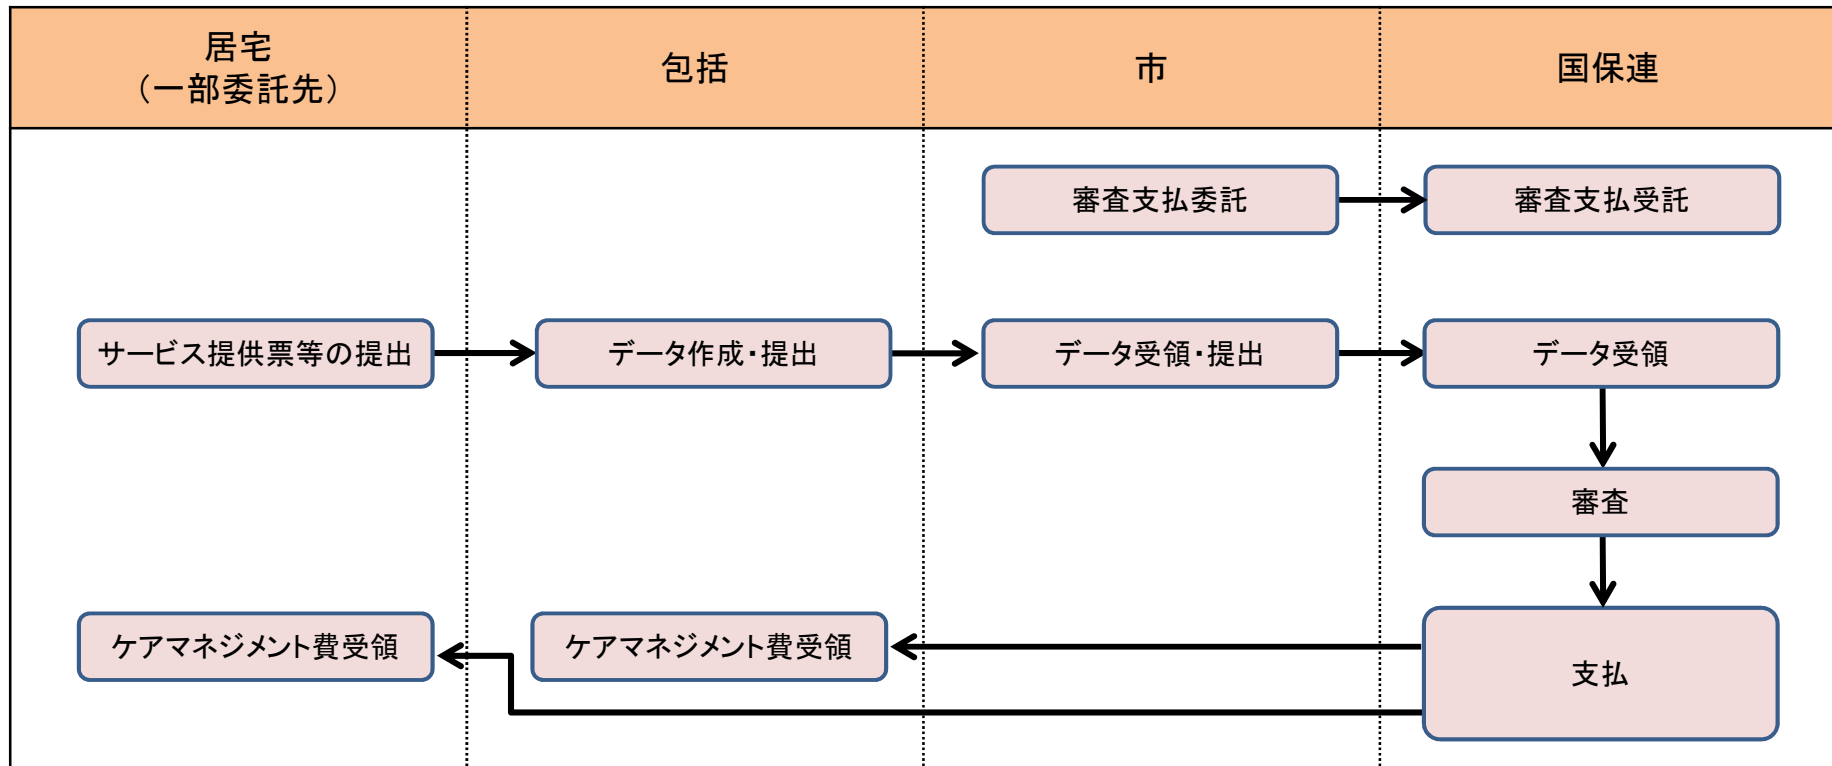 居宅
（一部委託先）
包括
市
国保連
審査支払委託
審査支払受託
サービス提供票等の提出
データ作成・提出
データ受領・提出
データ受領
審査
ケアマネジメント費受領
ケアマネジメント費受領
支払